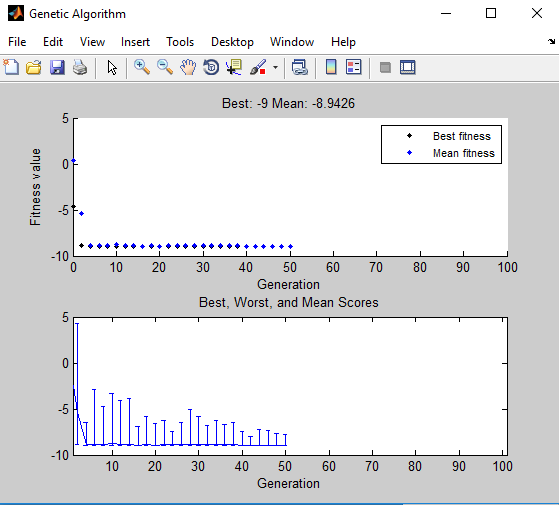 Genetic Algorithm
File Edit View Insert Tools Desktop Window Help
Best: -9 Mean: -8.9426
Best fitness
Mean fitness
Fitness value
5
0
-5
-10
0 10 20 30 40 50 60 70 80 90 100
Generation
Best, Worst, and Mean Scores
5
0
-5
-10
10 20 30 40 50 60 70 80 90 100
Generation